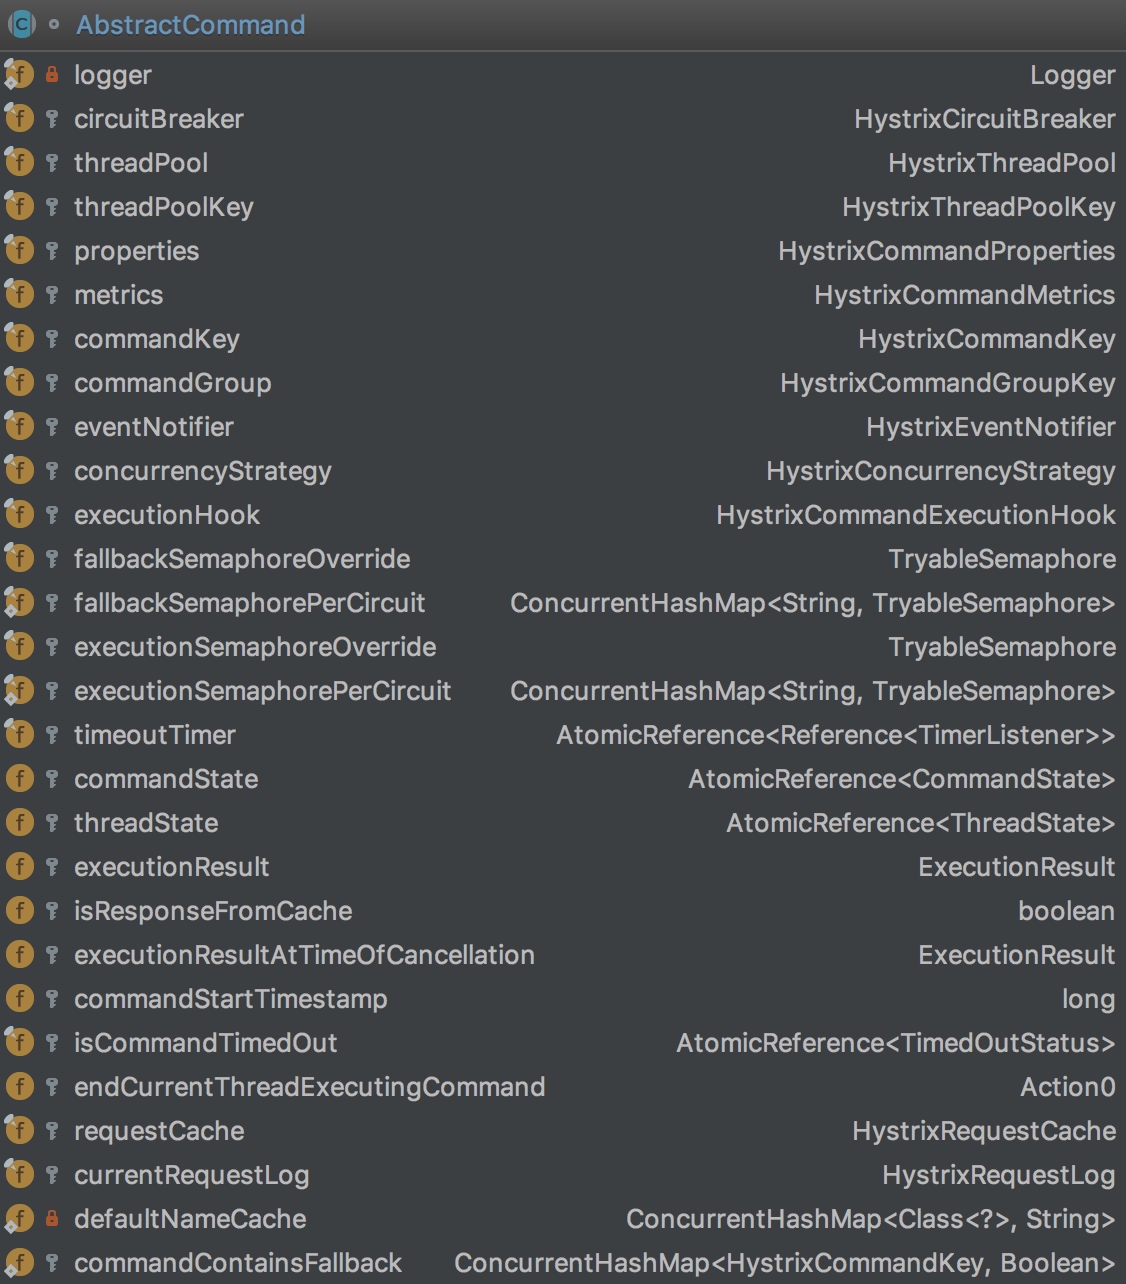 AbstractCommand
logger Logger
circuitBreaker HystrixCircuitBreaker
threadPool HystrixThreadPool
threadPoolKey HystrixThreadPoolKey
properties HystrixCommandProperties
metrics HystrixCommandMetrics
commandKey HystrixCommandKey
commandGroup HystrixCommandGroupKey
eventNotifier HystrixEventNotifier
concurrencyStrategy HystrixConcurrencyStrategy
executionHook HystrixCommandExecutionHook
fallbackSemaphoreOverride TryableSemaphore
fallbackSemaphorePerCircuit ConcurrentHashMap<String, TryableSemaphore>
executionSemaphoreOverride TryableSemaphore
executionSemaphorePerCircuit ConcurrentHashMap<String, TryableSemaphore>
timeoutTimer AtomicReference<Reference<TimerListener>>
commandState AtomicReference<CommandState>
threadState AtomicReference<ThreadState>
executionResult ExecutionResult
isResponseFromCache boolean
executionResultAtTimeOfCancellation ExecutionResult
commandStartTimestamp long
isCommandTimedOut AtomicReference<TimedOutStatus>
endCurrentThreadExecutingCommand Action0
requestCache HystrixRequestCache
currentRequestLog HystrixRequestLog
defaultNameCache ConcurrentHashMap<Class<?>, String>
commandContainsFallback ConcurrentHashMap<HystrixCommandKey, Boolean>